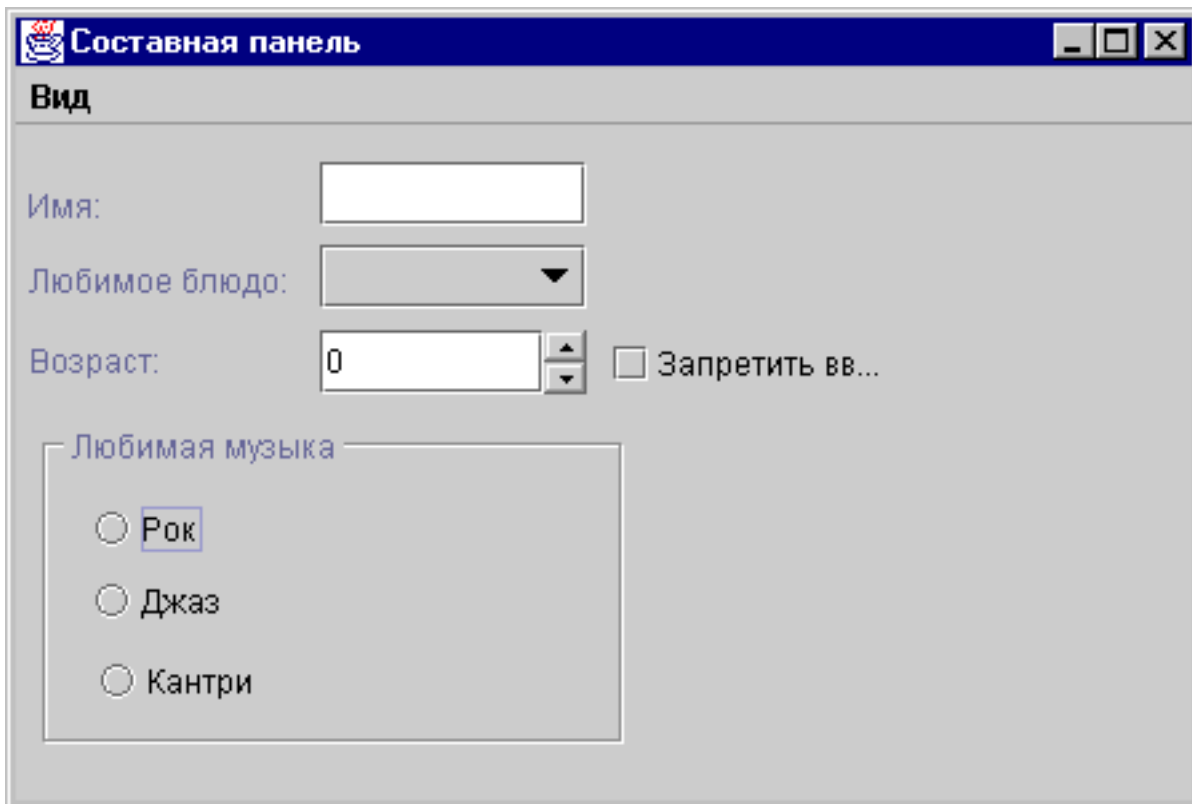 Составная панель
Вид
Имя:
Любимое блюдо:
Возраст: 0 Запретить вв...
Любимая музыка
Рок
Джаз
Кантри